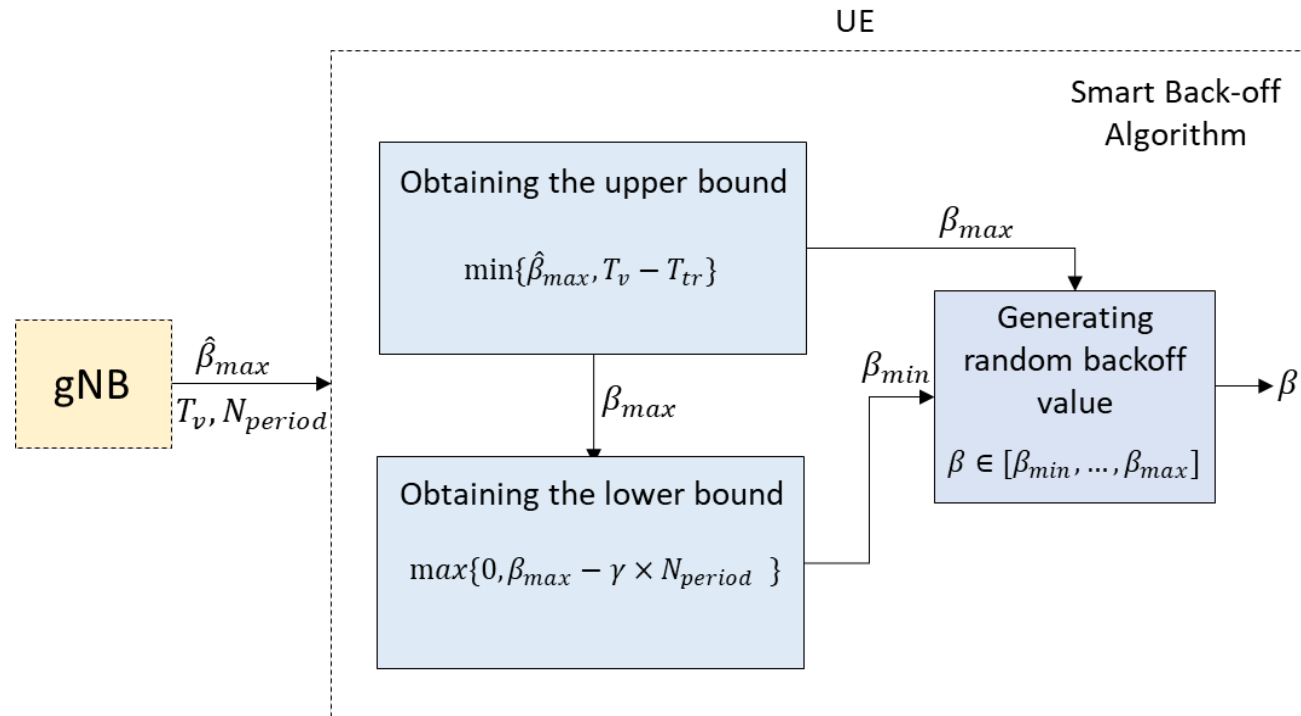 UE
Smart Back-off
Algorithm
Obtaining the upper bound
min{β̂_max, T_v − T_tr}
β_max
gNB
β̂_max
T_v, N_period
β_max
β_min
Generating
random backoff
value
β ∈ [β_min, … , β_max]
β
Obtaining the lower bound
max{0, β_max − γ × N_period }